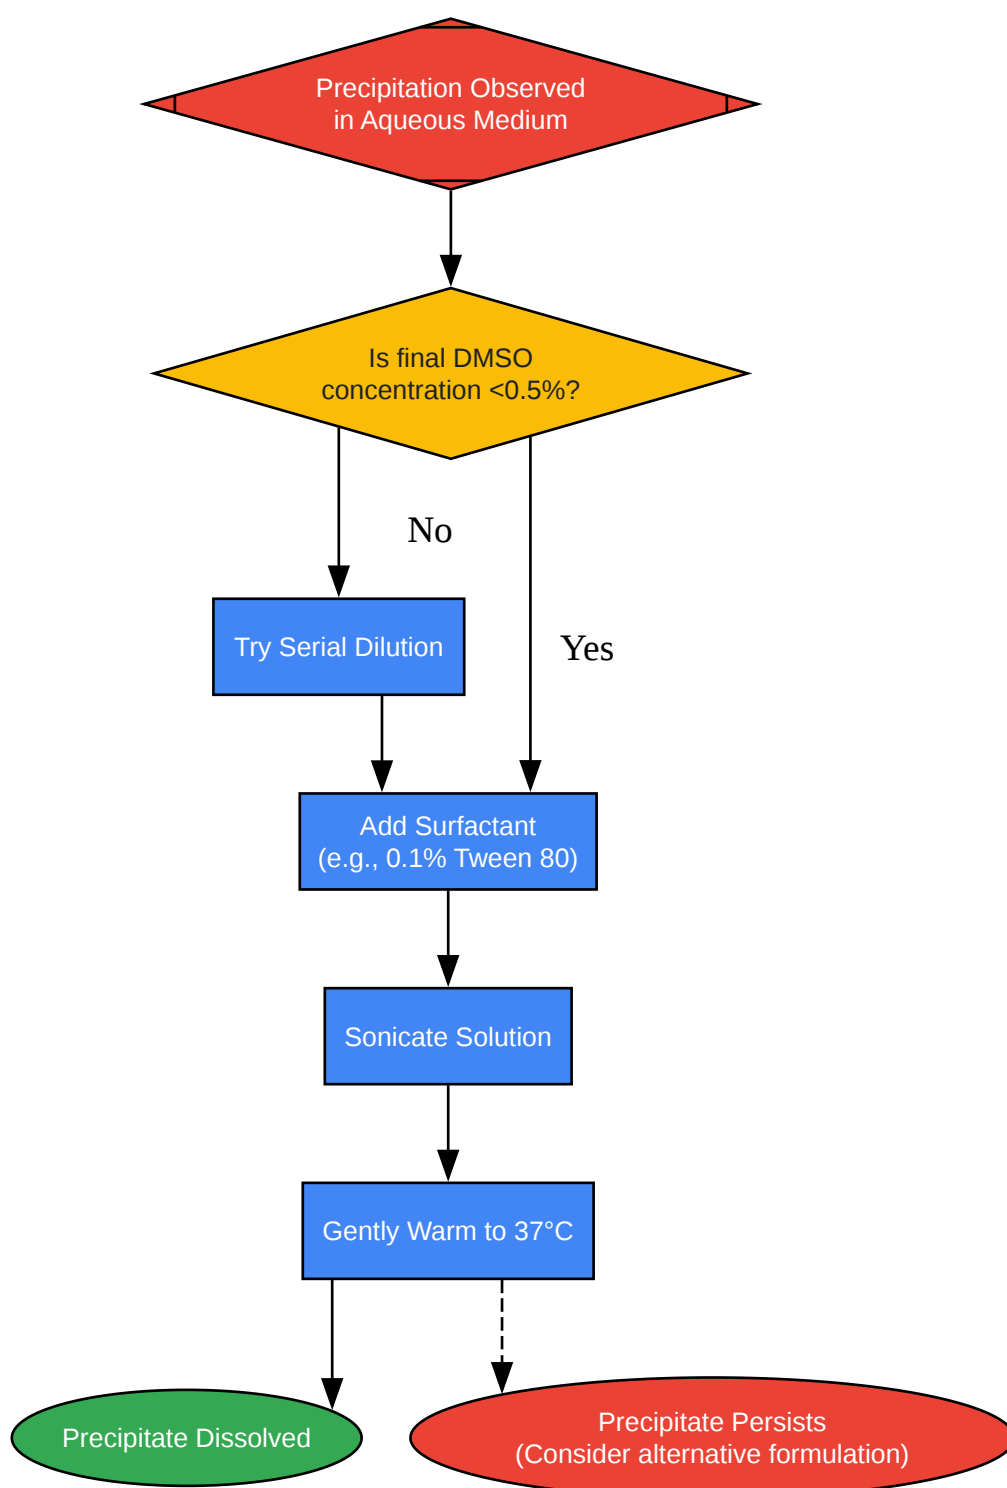 Precipitation Observed
in Aqueous Medium
Is final DMSO
concentration <0.5%?
No
Try Serial Dilution
Yes
Add Surfactant
(e.g., 0.1% Tween 80)
Sonicate Solution
Gently Warm to 37°C
Precipitate Dissolved
Precipitate Persists
(Consider alternative formulation)